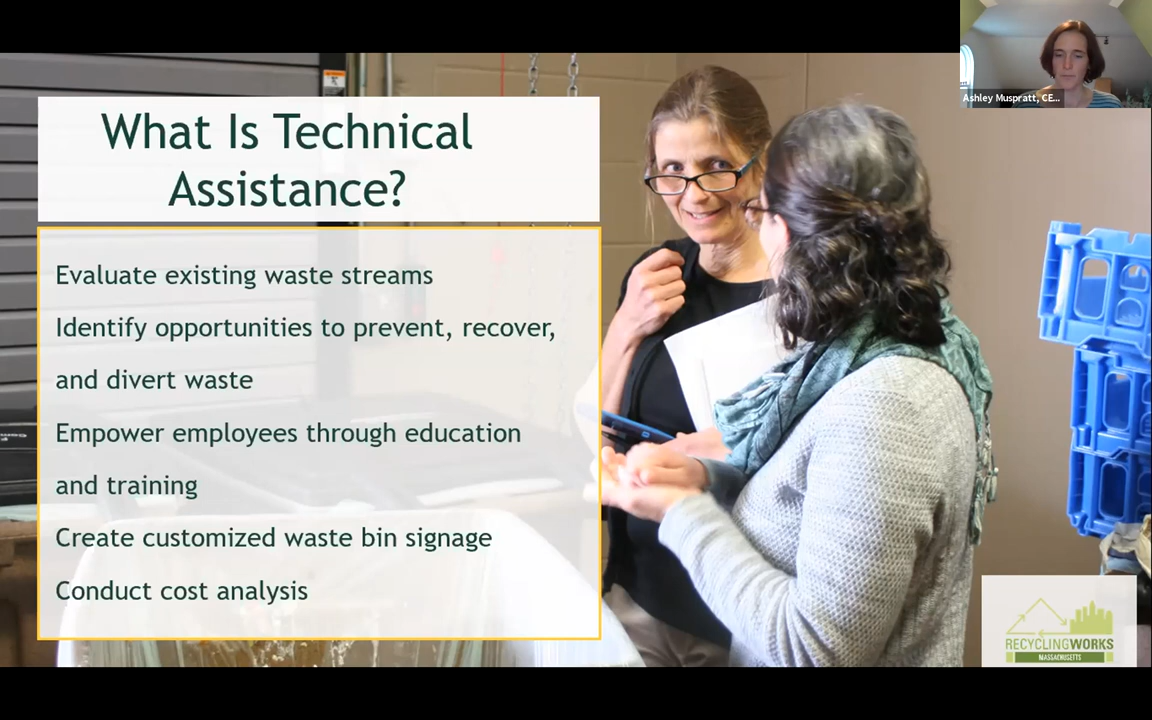 Ashley Muspratt, CE...
What Is Technical
Assistance?
Evaluate existing waste streams
Identify opportunities to prevent, recover,
and divert waste
Empower employees through education
and training
Create customized waste bin signage
Conduct cost analysis
RECYCLINGWORKS
MASSACHUSETTS